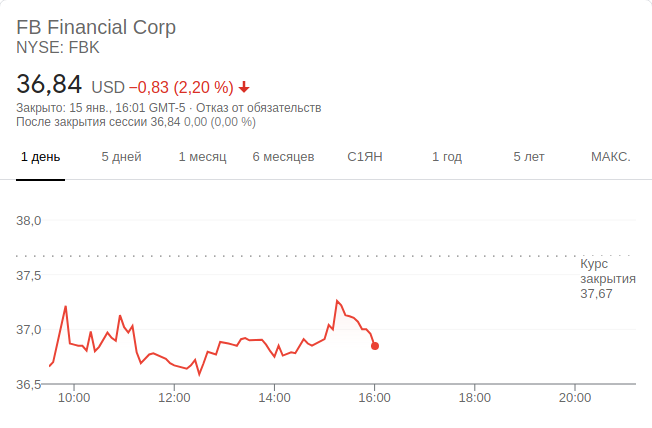 FB Financial Corp
NYSE: FBK
36,84 USD −0,83 (2,20 %)
Закрыто: 15 янв., 16:01 GMT-5 · Отказ от обязательств
После закрытия сессии 36,84 0,00 (0,00 %)
1 день 5 дней 1 месяц 6 месяцев С1ЯН 1 год 5 лет МАКС.
38,0
37,5
37,0
36,5
Курс
закрытия
37,67
10:00 12:00 14:00 16:00 18:00 20:00